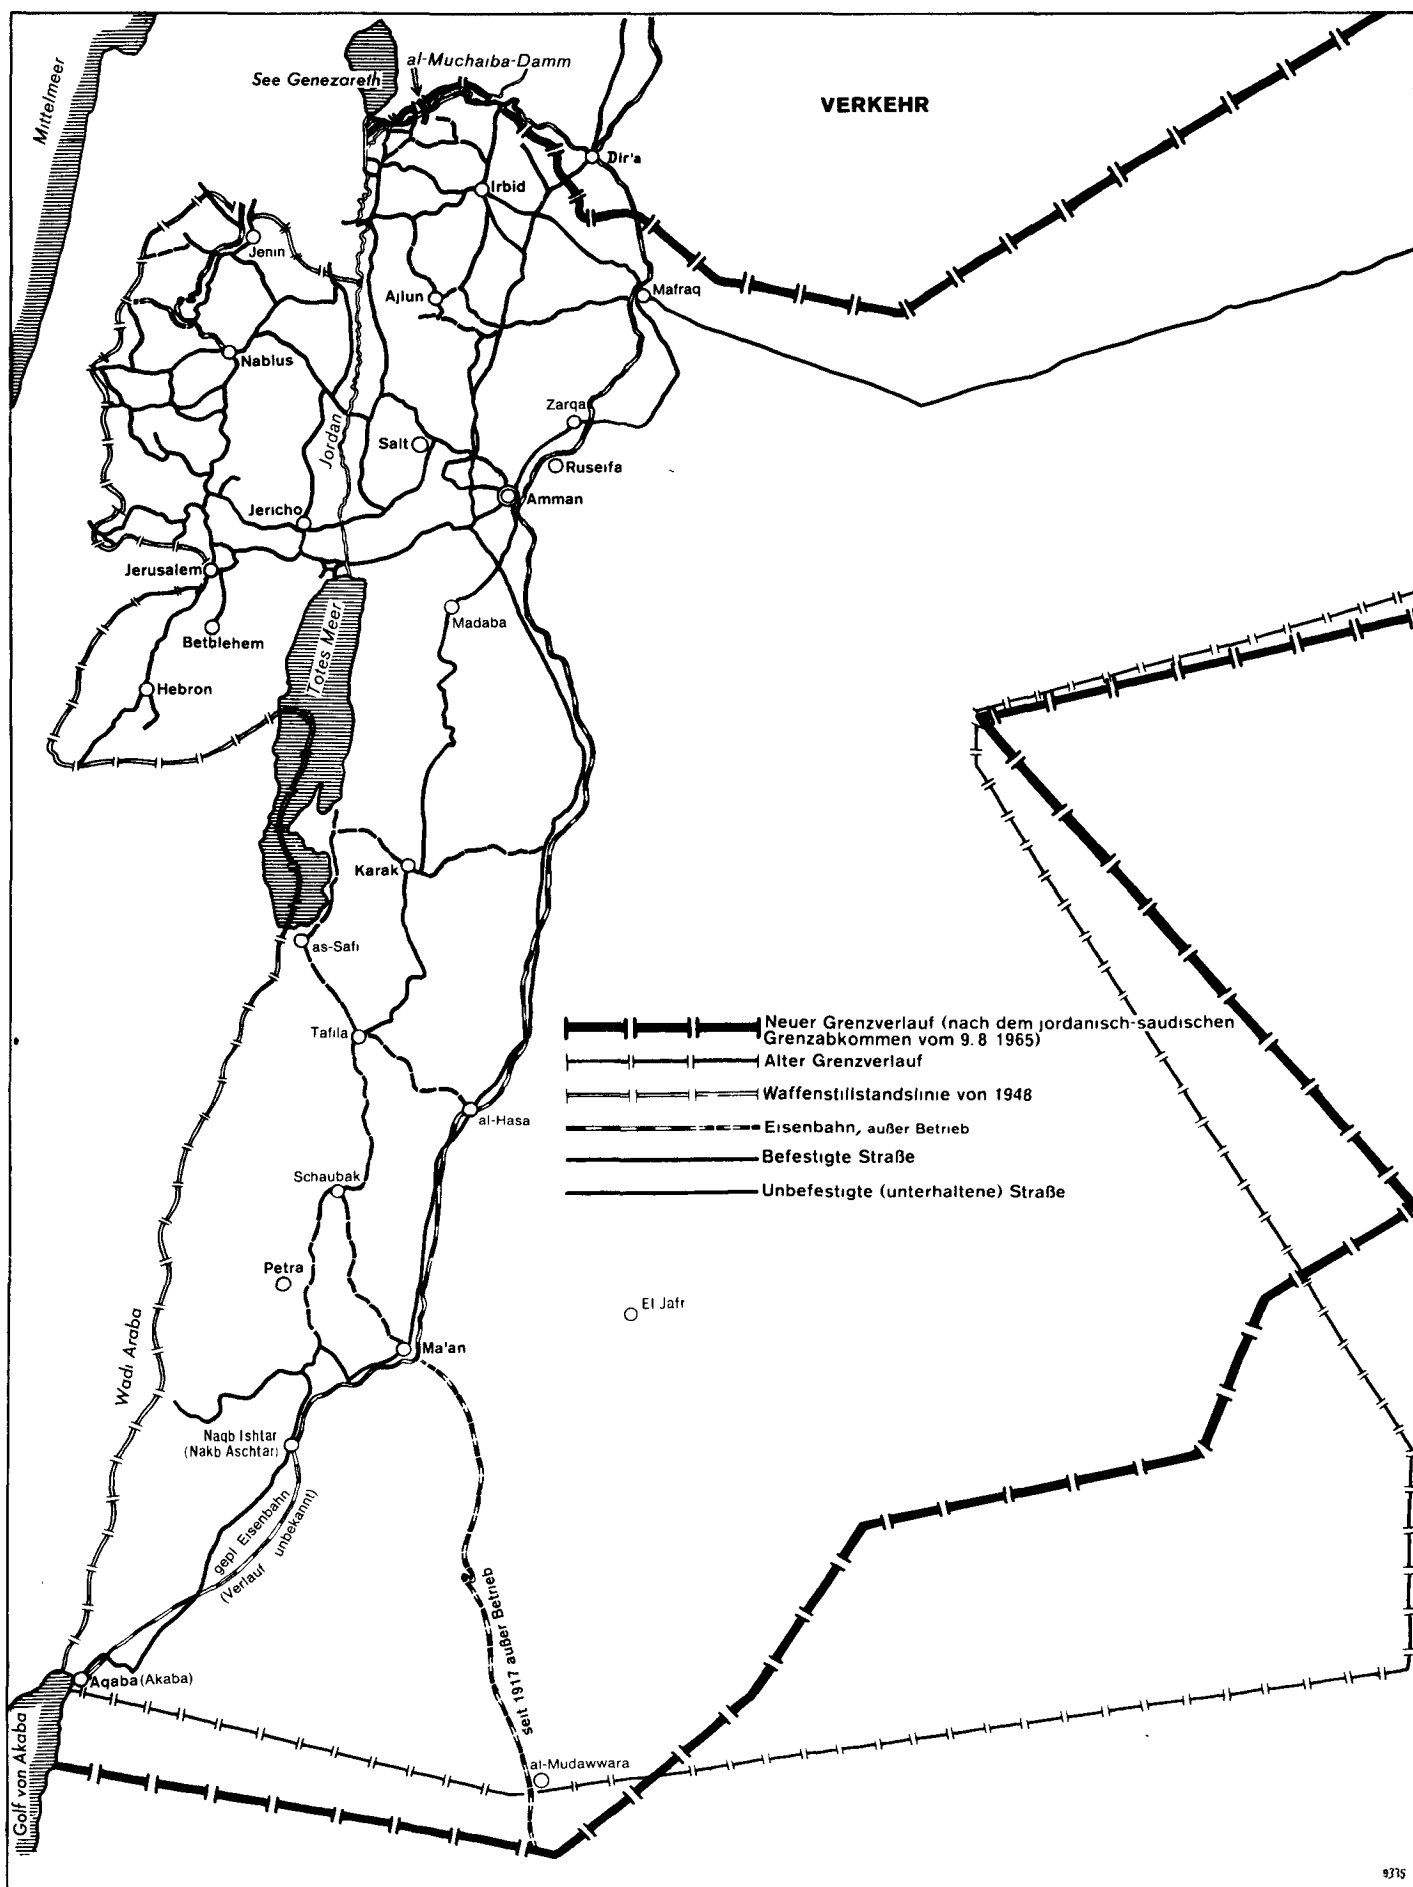 VERKEHR
Mittelmeer
See Genezareth
al-Muchaiba-Damm
Dir'a
Irbid
Jenin
Ajlun
Mafraq
Nablus
Zarqa
Jordan
Salt
Ruseifa
Amman
Jericho
Jerusalem
Madaba
Betblehem
Totes Meer
Hebron
Karak
as-Safi
Tafila
Neuer Grenzverlauf (nach dem jordanisch-saudischen
Grenzabkommen vom 9.8 1965)
Alter Grenzverlauf
Waffenstillstandslinie von 1948
Eisenbahn, außer Betrieb
Befestigte Straße
Unbefestigte (unterhaltene) Straße
al-Hasa
Schaubak
Petra
El Jafr
Wadi Araba
Ma'an
Naqb Ishtar
(Nakb Aschtar)
gepl Eisenbahn
(Verlauf unbekannt)
seit 1917 außer Betrieb
Aqaba (Akaba)
Golf von Akaba
al-Mudawwara
9375